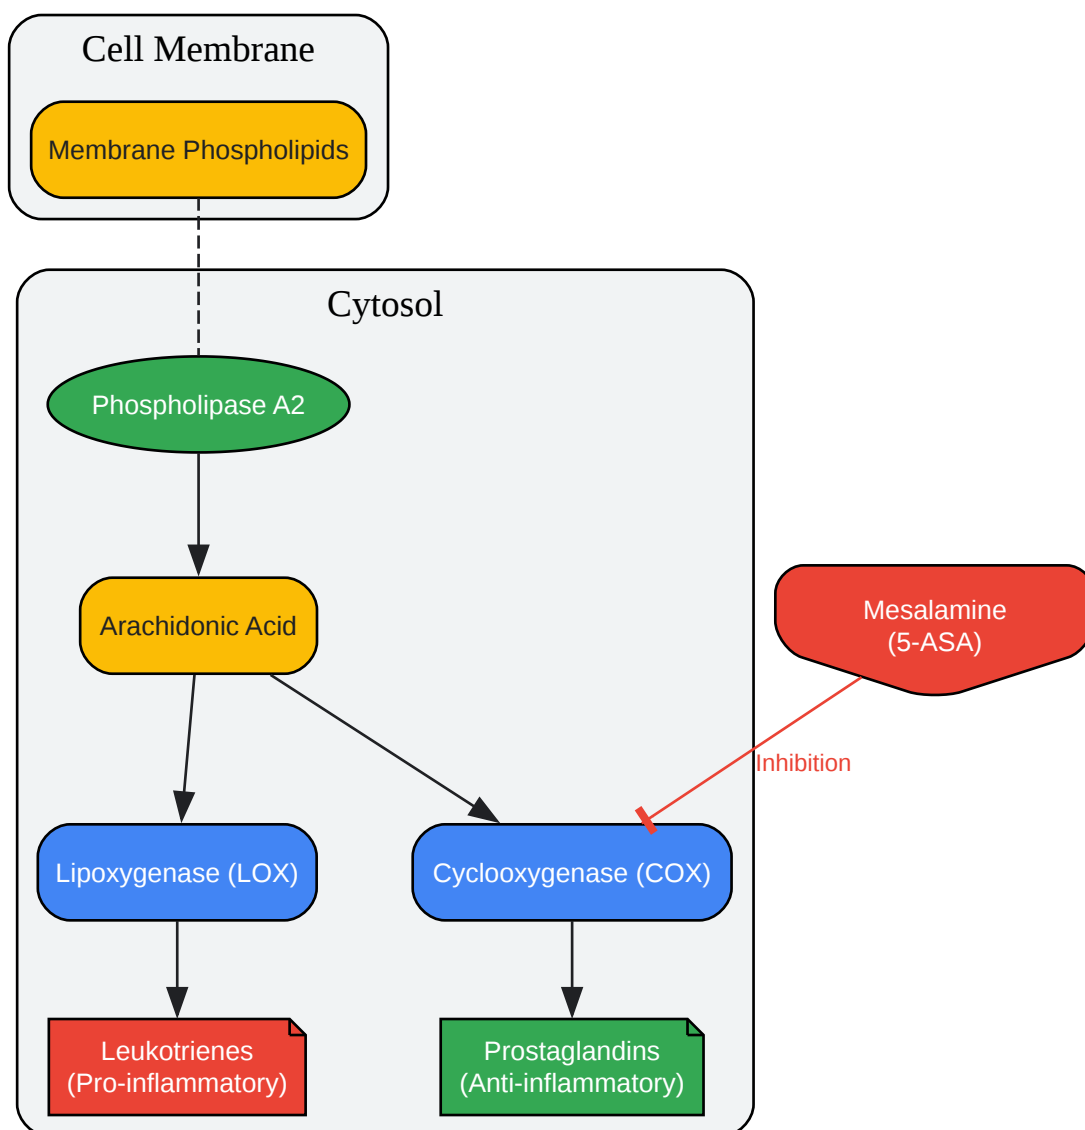 Cell Membrane
Membrane Phospholipids
Cytosol
Phospholipase A2
Arachidonic Acid
Mesalamine
(5-ASA)
Inhibition
Lipoxygenase (LOX)
Cyclooxygenase (COX)
Leukotrienes
(Pro-inflammatory)
Prostaglandins
(Anti-inflammatory)